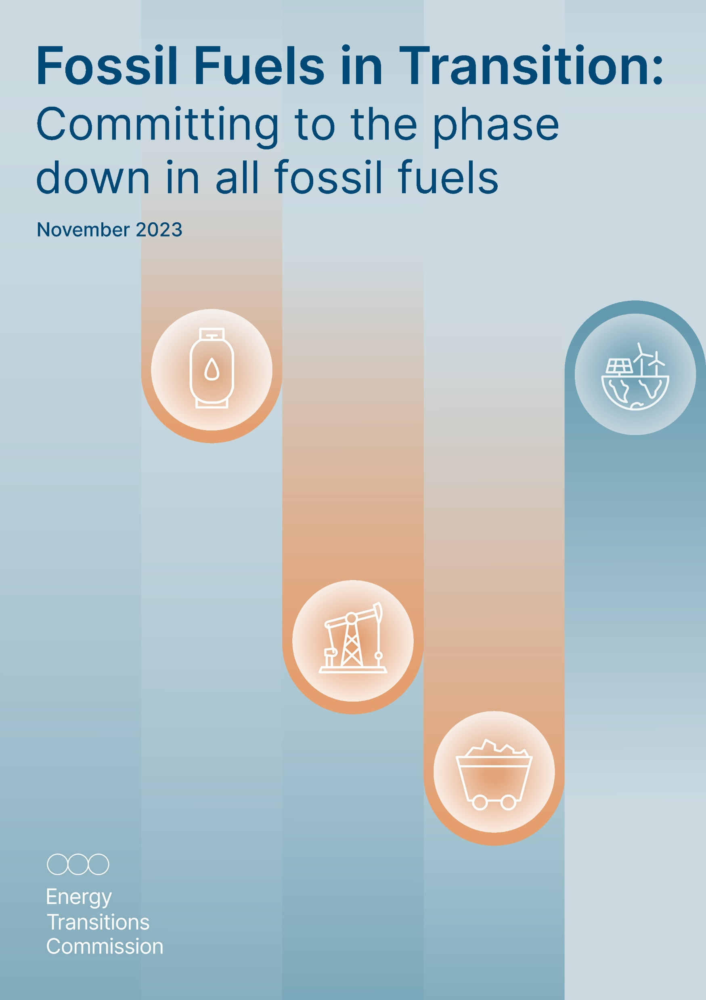 Fossil Fuels in Transition:
Committing to the phase
down in all fossil fuels
November 2023
Energy
Transitions
Commission